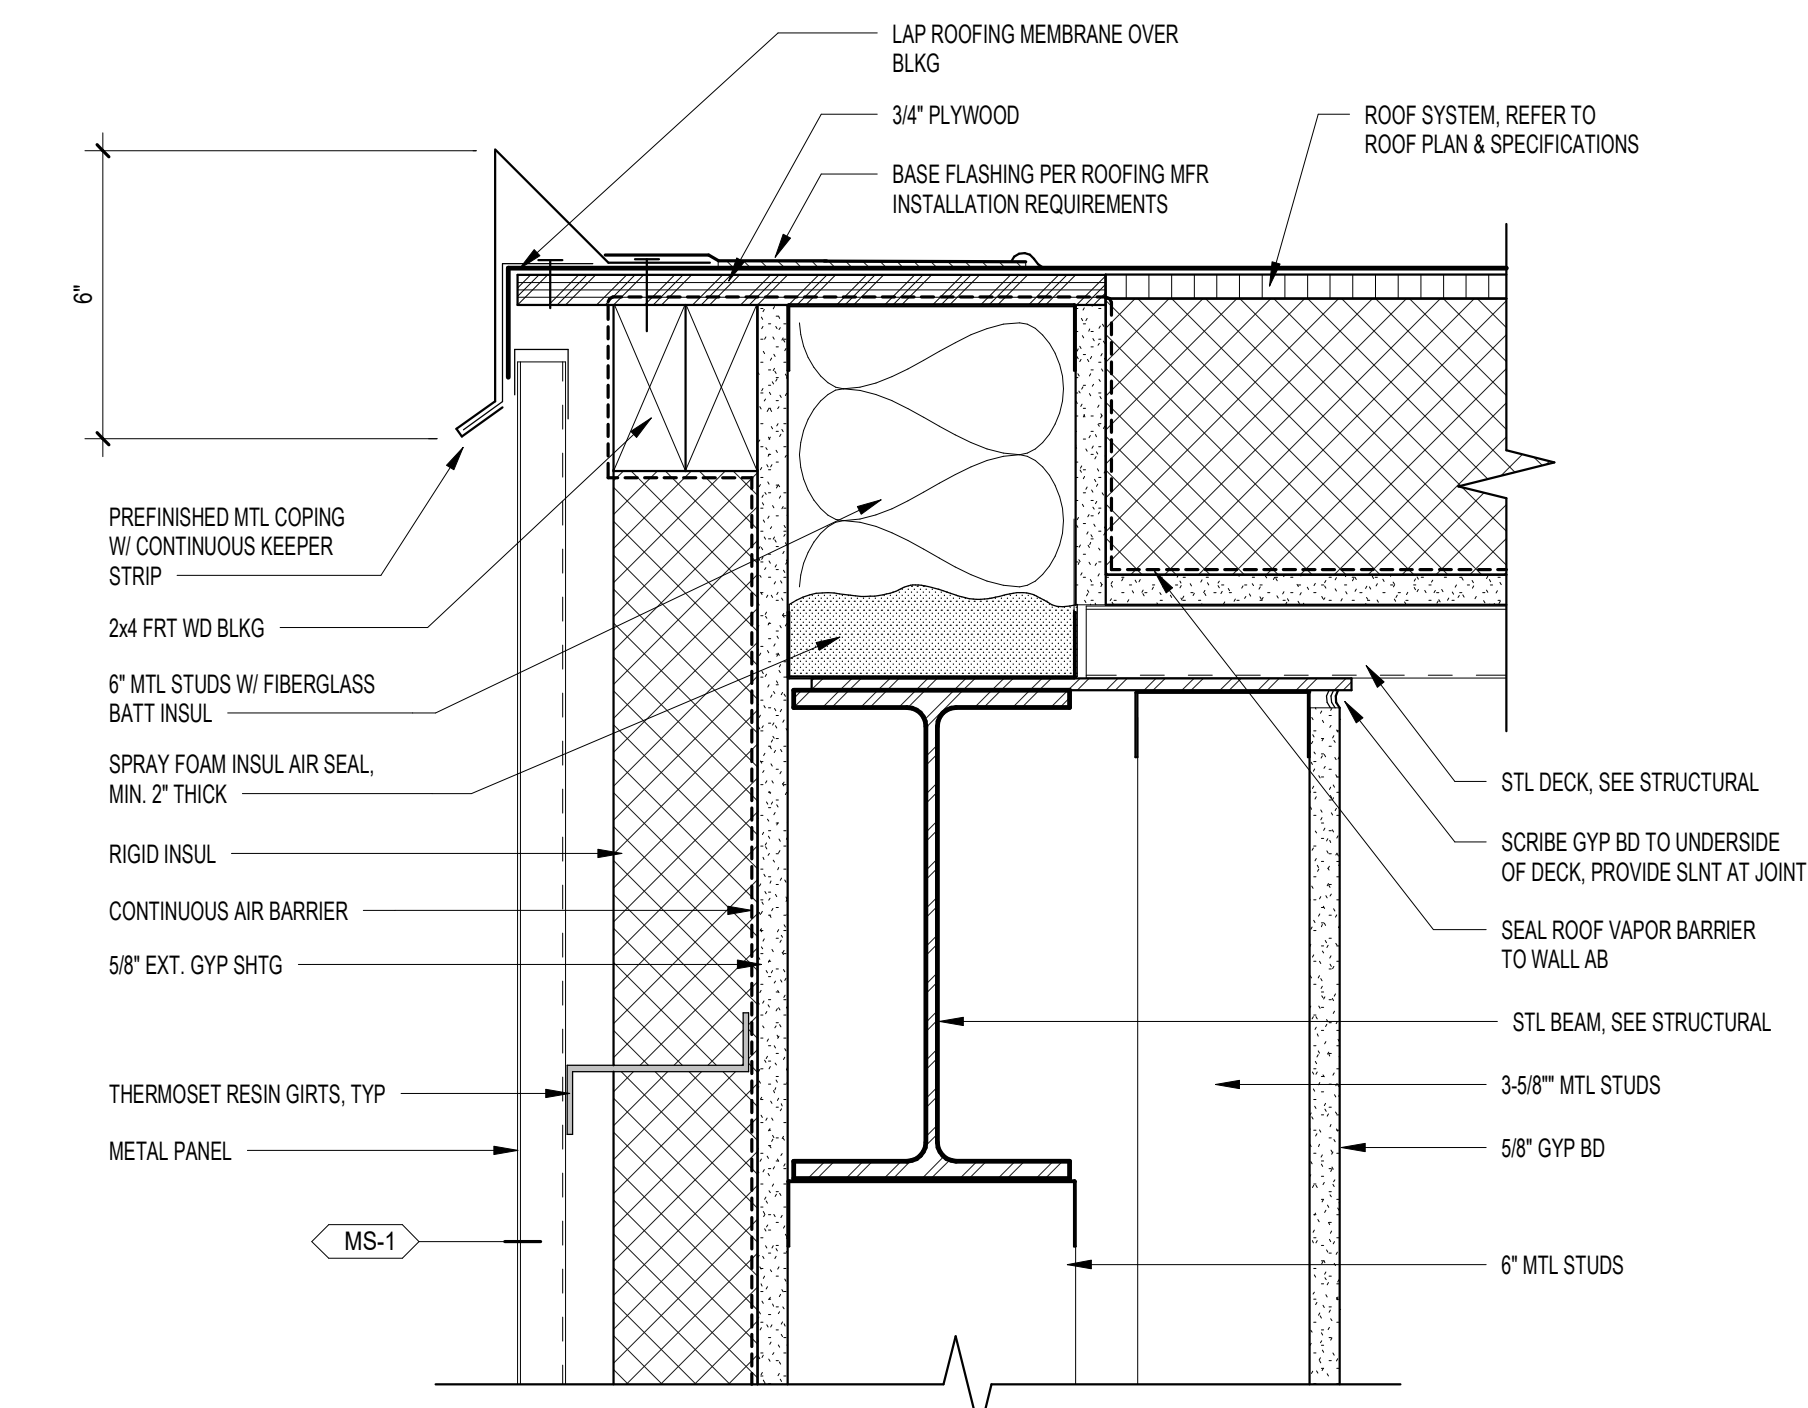 LAP ROOFING MEMBRANE OVER
BLKG
3/4" PLYWOOD
BASE FLASHING PER ROOFING MFR
INSTALLATION REQUIREMENTS
ROOF SYSTEM, REFER TO
ROOF PLAN & SPECIFICATIONS
6"
PREFINISHED MTL COPING
W/ CONTINUOUS KEEPER
STRIP
2x4 FRT WD BLKG
6" MTL STUDS W/ FIBERGLASS
BATT INSUL
SPRAY FOAM INSUL AIR SEAL,
MIN. 2" THICK
RIGID INSUL
CONTINUOUS AIR BARRIER
5/8" EXT. GYP SHTG
THERMOSET RESIN GIRTS, TYP
METAL PANEL
MS-1
STL DECK, SEE STRUCTURAL
SCRIBE GYP BD TO UNDERSIDE
OF DECK, PROVIDE SLNT AT JOINT
SEAL ROOF VAPOR BARRIER
TO WALL AB
STL BEAM, SEE STRUCTURAL
3-5/8"" MTL STUDS
5/8" GYP BD
6" MTL STUDS